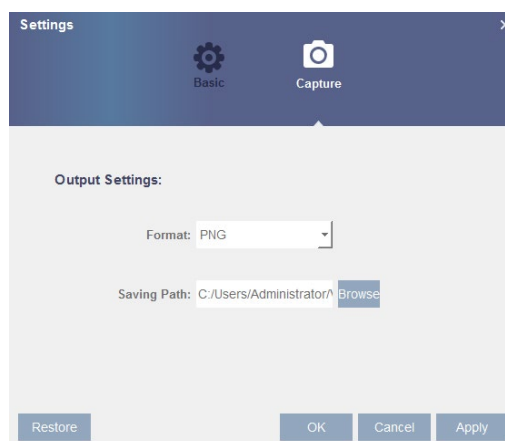 Settings
Basic
Capture
Output Settings:
Format: PNG
Saving Path: C:/Users/Administrator/ Browse
Restore OK Cancel Apply